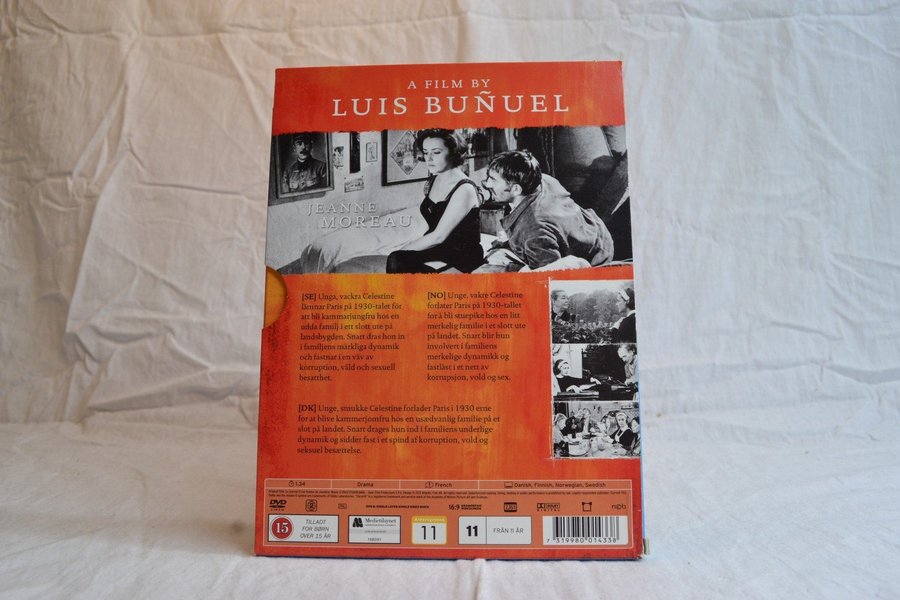 A FILM BY
LUIS BUÑUEL
JEANNE
MOREAU
[SE] Unga, vackra Celestine
lämnar Paris på 1930-talet för
att bli kammarjungfru hos en
udda familj i ett slott ute på
landsbygden. Snart dras hon in
i familjens märkliga dynamik
och fastnar i en väv av
korruption, våld och sexuell
besatthet.
[NO] Unge, vakre Celestine
forlater Paris på 1930-tallet
for å bli stuepike hos en litt
merkelig familie i et slott ute
på landet. Snart blir hun
involvert i familiens
merkelige dynamikk og
fastlåst i et nett av
korrupsjon, vold og sex.
[DK] Unge, smukke Celestine forlader Paris i 1930 erne
for at blive kammerjomfru hos en usædvanlig familie på et
slot på landet. Snart drages hun ind i familiens underlige
dynamik og sidder fast i et spind af korruption, vold og
seksuel besættelse.
1.34
Drama
French
Danish, Finnish, Norwegian, Swedish
DVD
16:9
15
TILLADT
FOR BØRN
OVER 15 ÅR
Medietilsynet
11
11
FRÅN 11 ÅR
7 319980 014338